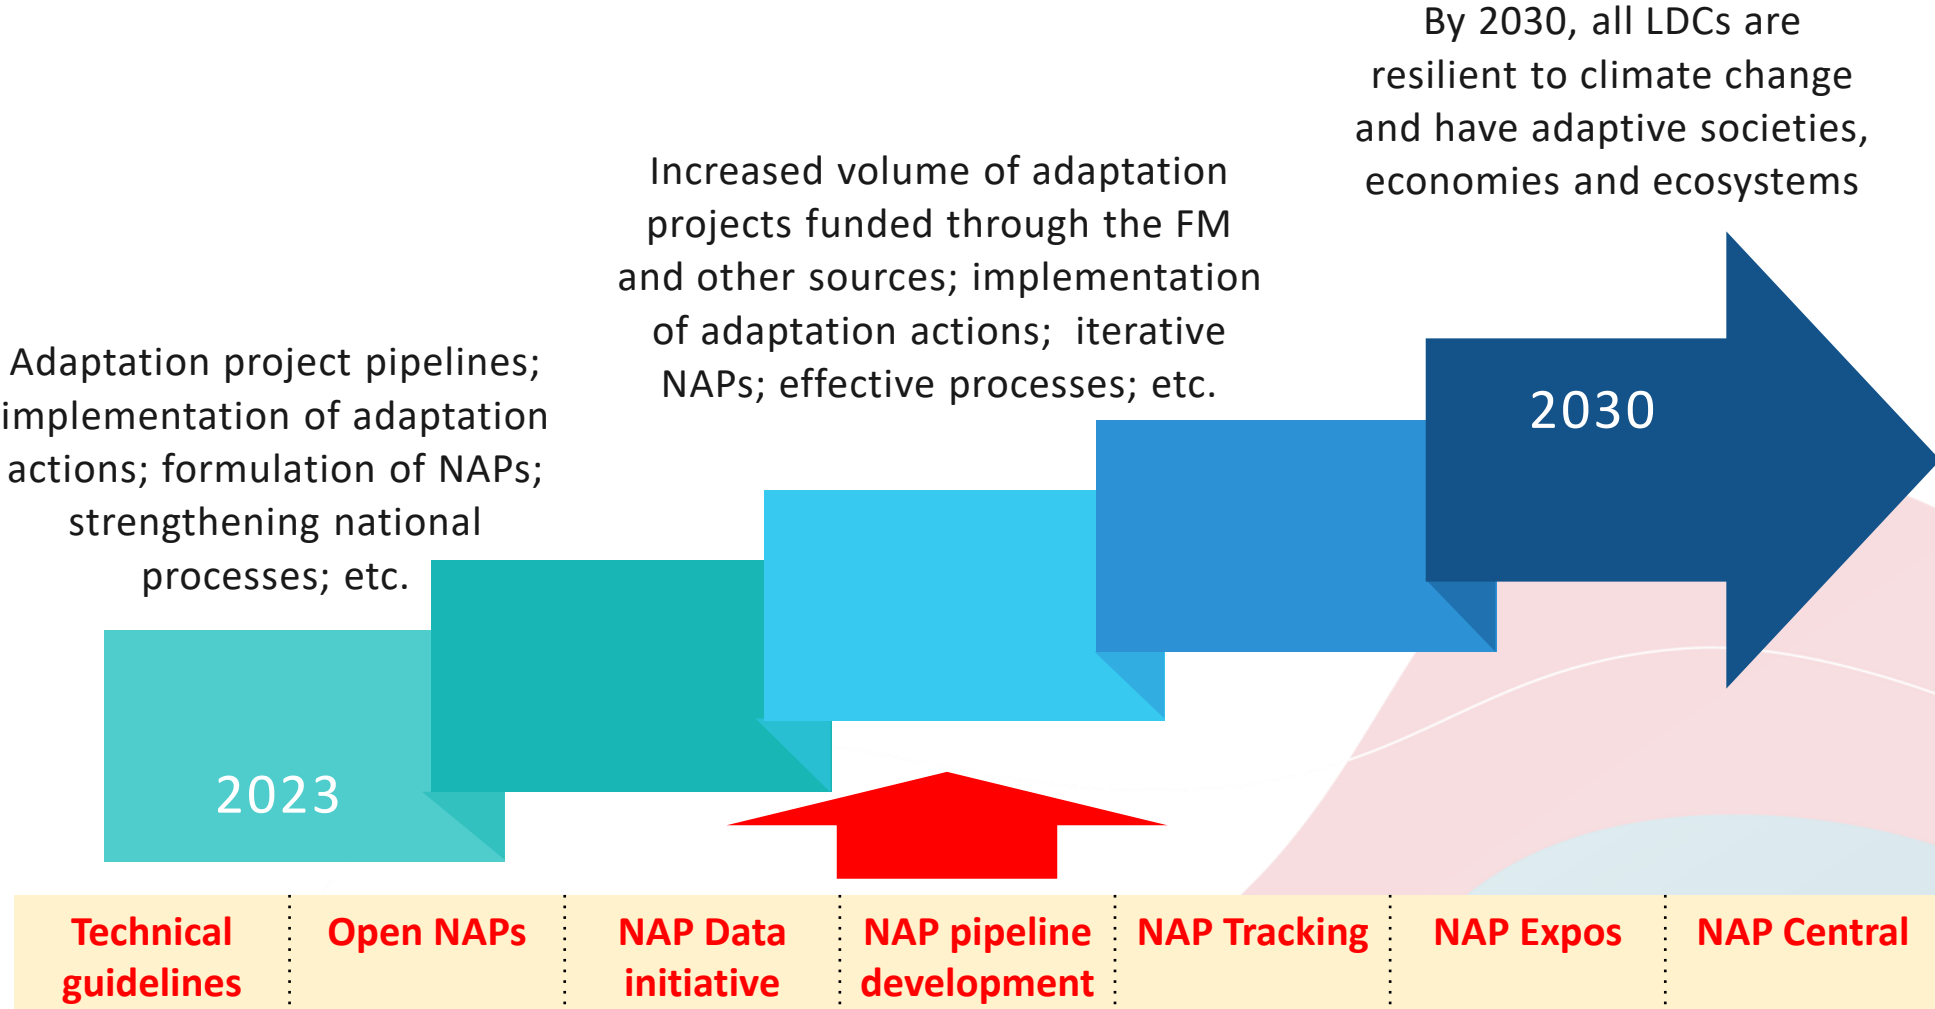 By 2030, all LDCs are
resilient to climate change
and have adaptive societies,
economies and ecosystems
Increased volume of adaptation
projects funded through the FM
and other sources; implementation
of adaptation actions;  iterative
NAPs; effective processes; etc.
Adaptation project pipelines;
implementation of adaptation
actions; formulation of NAPs;
strengthening national
processes; etc.
2030
2023
Technical
guidelines
Open NAPs
NAP Data
initiative
NAP pipeline
development
NAP Tracking
NAP Expos
NAP Central